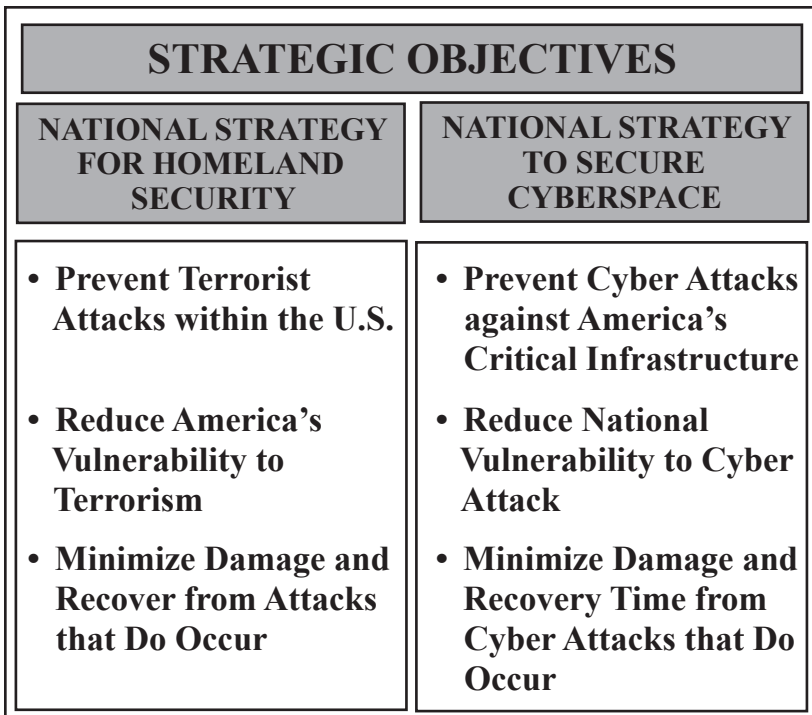 STRATEGIC OBJECTIVES
NATIONAL STRATEGY
FOR HOMELAND
SECURITY
• Prevent Terrorist
Attacks within the U.S.
• Reduce America’s
Vulnerability to
Terrorism
• Minimize Damage and
Recover from Attacks
that Do Occur
NATIONAL STRATEGY
TO SECURE
CYBERSPACE
• Prevent Cyber Attacks
against America’s
Critical Infrastructure
• Reduce National
Vulnerability to Cyber
Attack
• Minimize Damage and
Recovery Time from
Cyber Attacks that Do
Occur